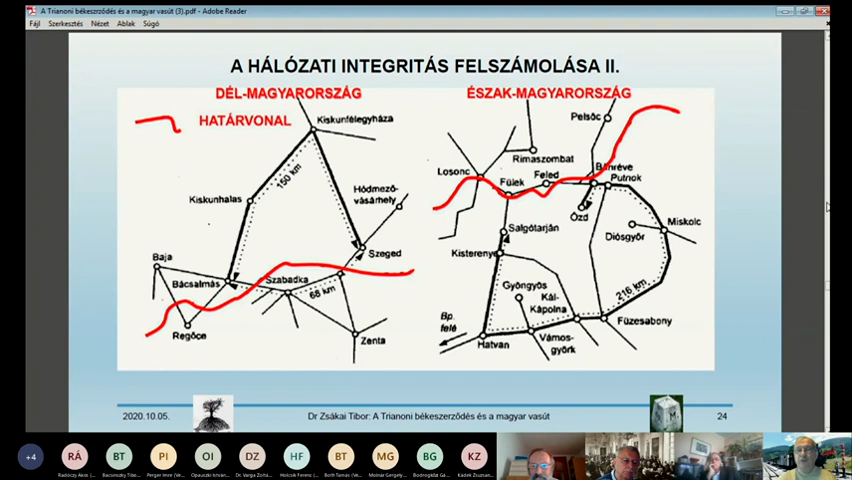 A Trianoni békeszerződés és a magyar vasút (3).pdf - Adobe Reader
Fájl Szerkesztés Nézet Ablak Súgó
A HÁLÓZATI INTEGRITÁS FELSZÁMOLÁSA II.
DÉL-MAGYARORSZÁG
ÉSZAK-MAGYARORSZÁG
HATÁRVONAL
Kiskunfélegyháza
150 km
Kiskunhalas
Hódmező-
vásárhely
Baja
Szeged
Bácsalmás
Szabadka
68 km
Regőce
Zenta
Pelsőc
Rimaszombat
Losonc
Bánréve
Feled
Putnok
Fülek
Ózd
Salgótarján
Miskolc
Diósgyőr
Kisterenye
Gyöngyös
Kál-
Kápolna
216 km
Bp.
felé
Füzesabony
Hatvan
Vámos-
györk
2020.10.05.
Dr Zsákai Tibor: A Trianoni békeszerződés és a magyar vasút
24
+4
RÁ
BT
PI
OI
DZ
HF
BT
MG
BG
KZ